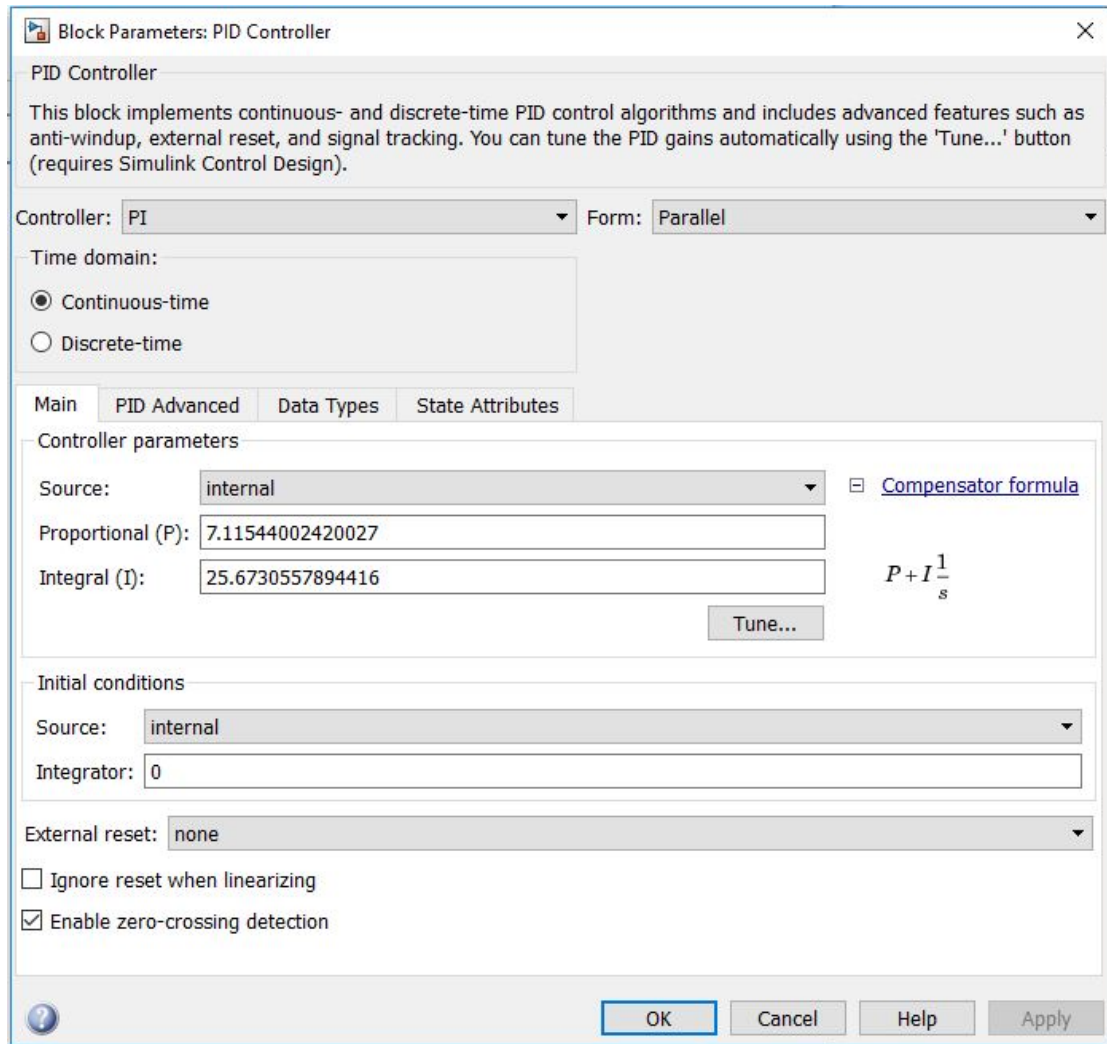 Block Parameters: PID Controller
PID Controller
This block implements continuous- and discrete-time PID control algorithms and includes advanced features such as
anti-windup, external reset, and signal tracking. You can tune the PID gains automatically using the 'Tune...' button
(requires Simulink Control Design).
Controller: PI Form: Parallel
Time domain:
Continuous-time
Discrete-time
Main PID Advanced Data Types State Attributes
Controller parameters
Source: internal Compensator formula
Proportional (P): 7.11544002420027
Integral (I): 25.6730557894416
P + I 1/s
Tune...
Initial conditions
Source: internal
Integrator: 0
External reset: none
Ignore reset when linearizing
Enable zero-crossing detection
? OK Cancel Help Apply